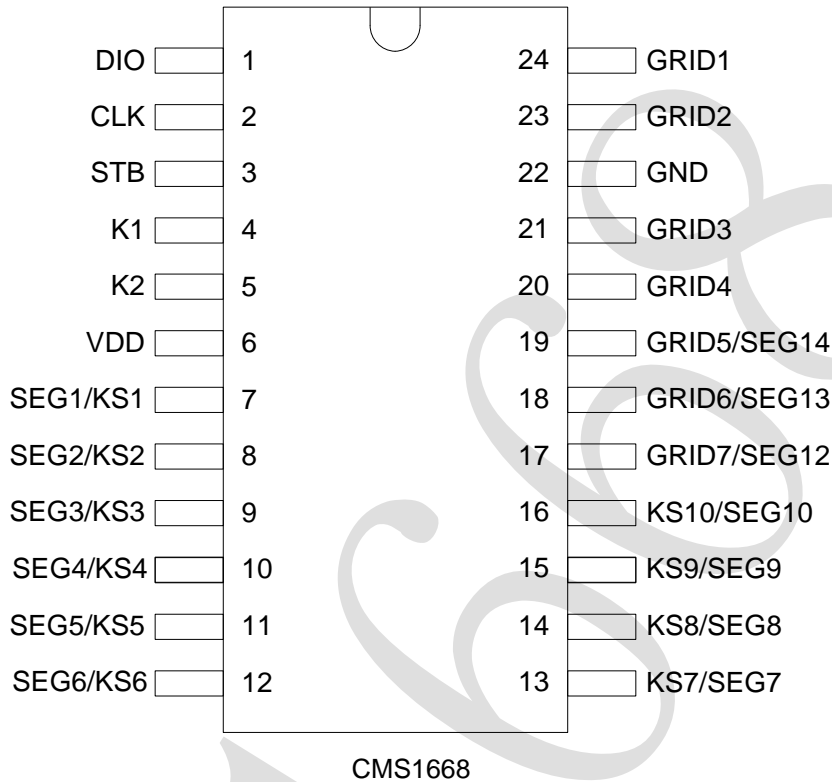 DIO 1 24 GRID1
CLK 2 23 GRID2
STB 3 22 GND
K1 4 21 GRID3
K2 5 20 GRID4
VDD 6 19 GRID5/SEG14
SEG1/KS1 7 18 GRID6/SEG13
SEG2/KS2 8 17 GRID7/SEG12
SEG3/KS3 9 16 KS10/SEG10
SEG4/KS4 10 15 KS9/SEG9
SEG5/KS5 11 14 KS8/SEG8
SEG6/KS6 12 13 KS7/SEG7
CMS1668